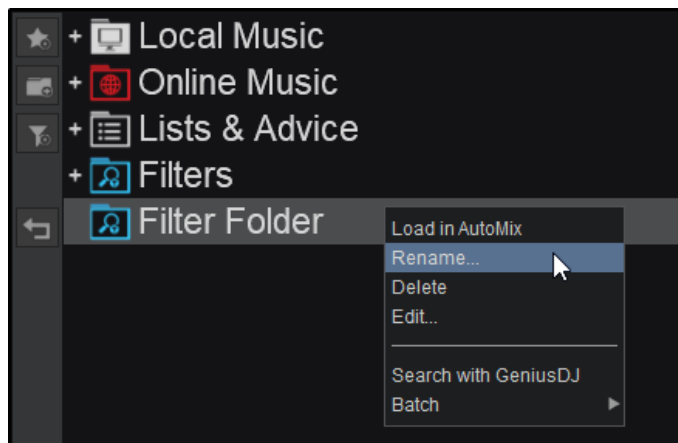 Local Music
Online Music
Lists & Advice
Filters
Filter Folder
Load in AutoMix
Rename...
Delete
Edit...
Search with GeniusDJ
Batch